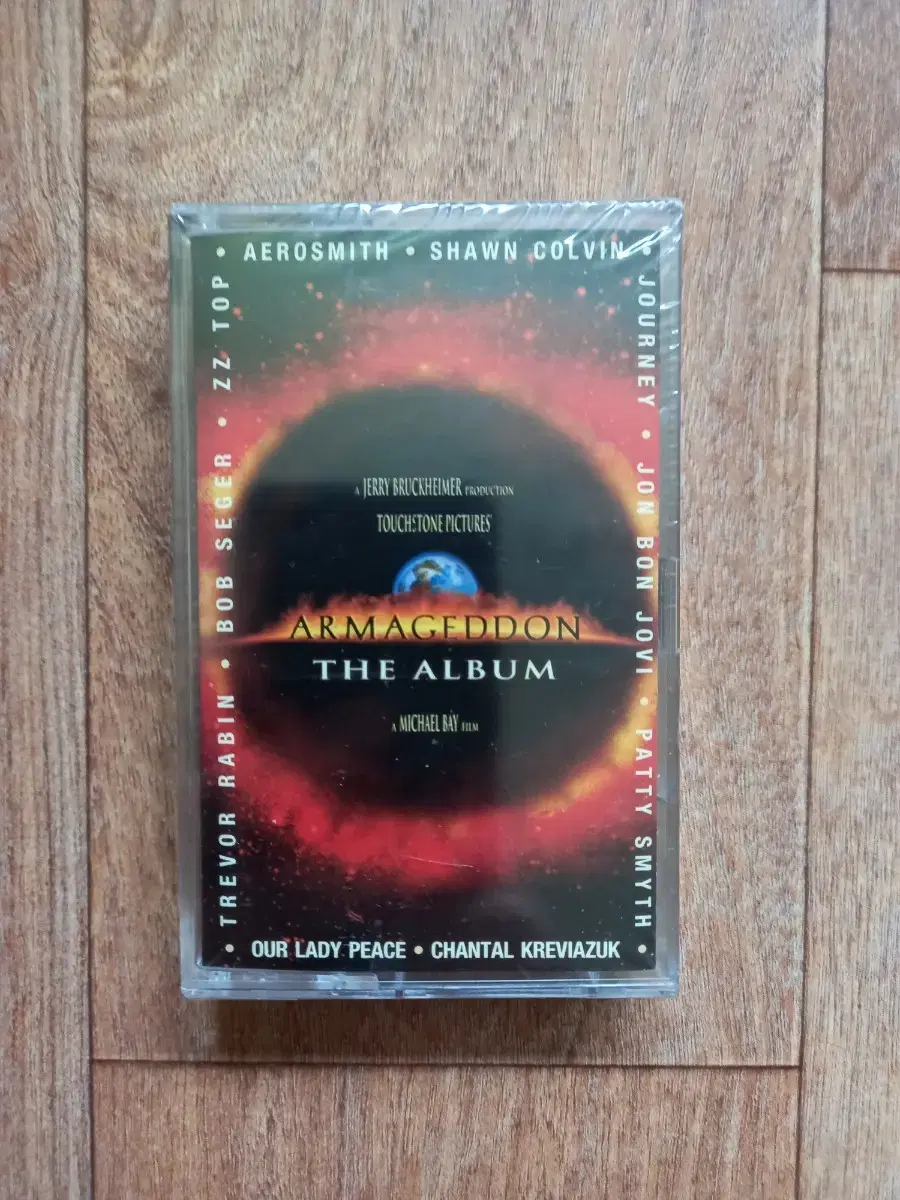 • AEROSMITH • SHAWN COLVIN •
JOURNEY • JON BON JOVI • PATTY SMYTH
• OUR LADY PEACE • CHANTAL KREVIAZUK •
TREVOR RABIN • BOB SEGER • ZZ TOP
A JERRY BRUCKHEIMER PRODUCTION
TOUCHSTONE PICTURES
ARMAGEDDON
THE ALBUM
A MICHAEL BAY FILM